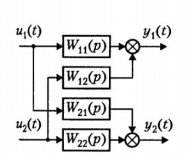 u₁(t) W₁₁(p) y₁(t)
W₁₂(p)
W₂₁(p)
u₂(t) W₂₂(p) y₂(t)